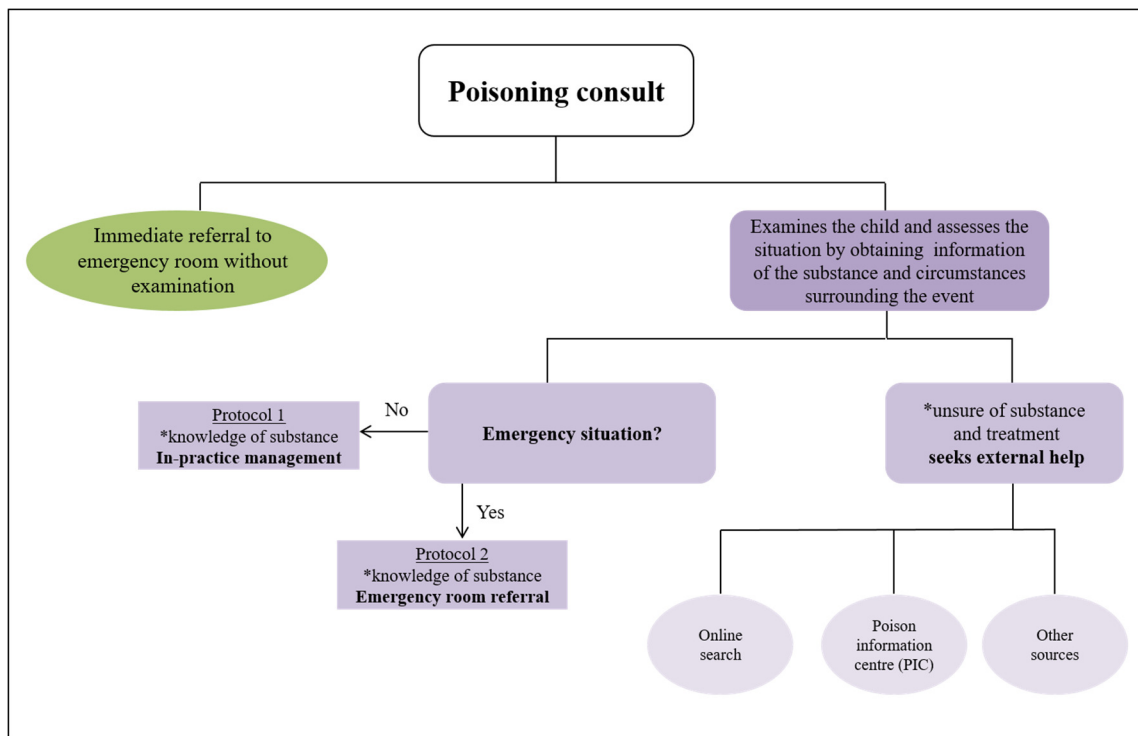 Poisoning consult
Immediate referral to
emergency room without
examination
Examines the child and assesses the
situation by obtaining information
of the substance and circumstances
surrounding the event
Protocol 1
*knowledge of substance
In-practice management
No
Emergency situation?
*unsure of substance
and treatment
seeks external help
Yes
Protocol 2
*knowledge of substance
Emergency room referral
Online
search
Poison
information
centre (PIC)
Other
sources